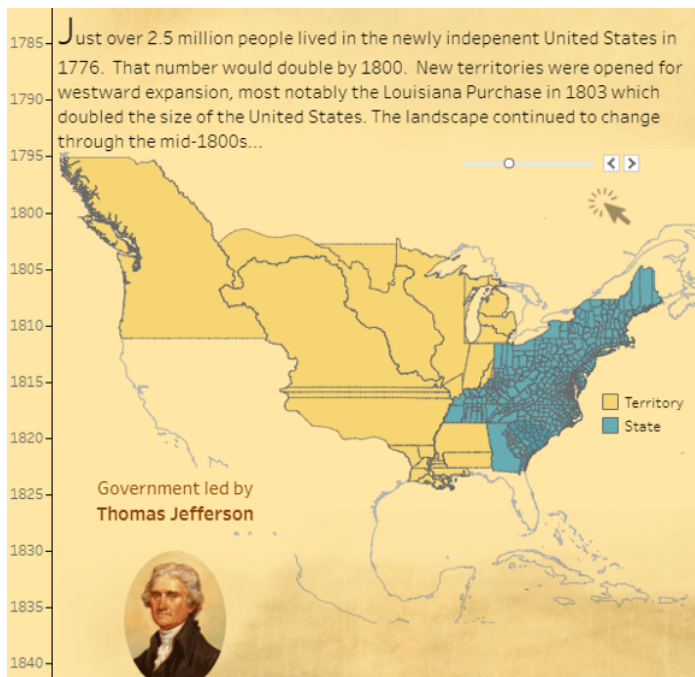 Just over 2.5 million people lived in the newly indepenent United States in
1776. That number would double by 1800. New territories were opened for
westward expansion, most notably the Louisiana Purchase in 1803 which
doubled the size of the United States. The landscape continued to change
through the mid-1800s...
1785
1790
1795
1800
1805
1810
1815
1820
1825
1830
1835
1840
Territory
State
Government led by
Thomas Jefferson